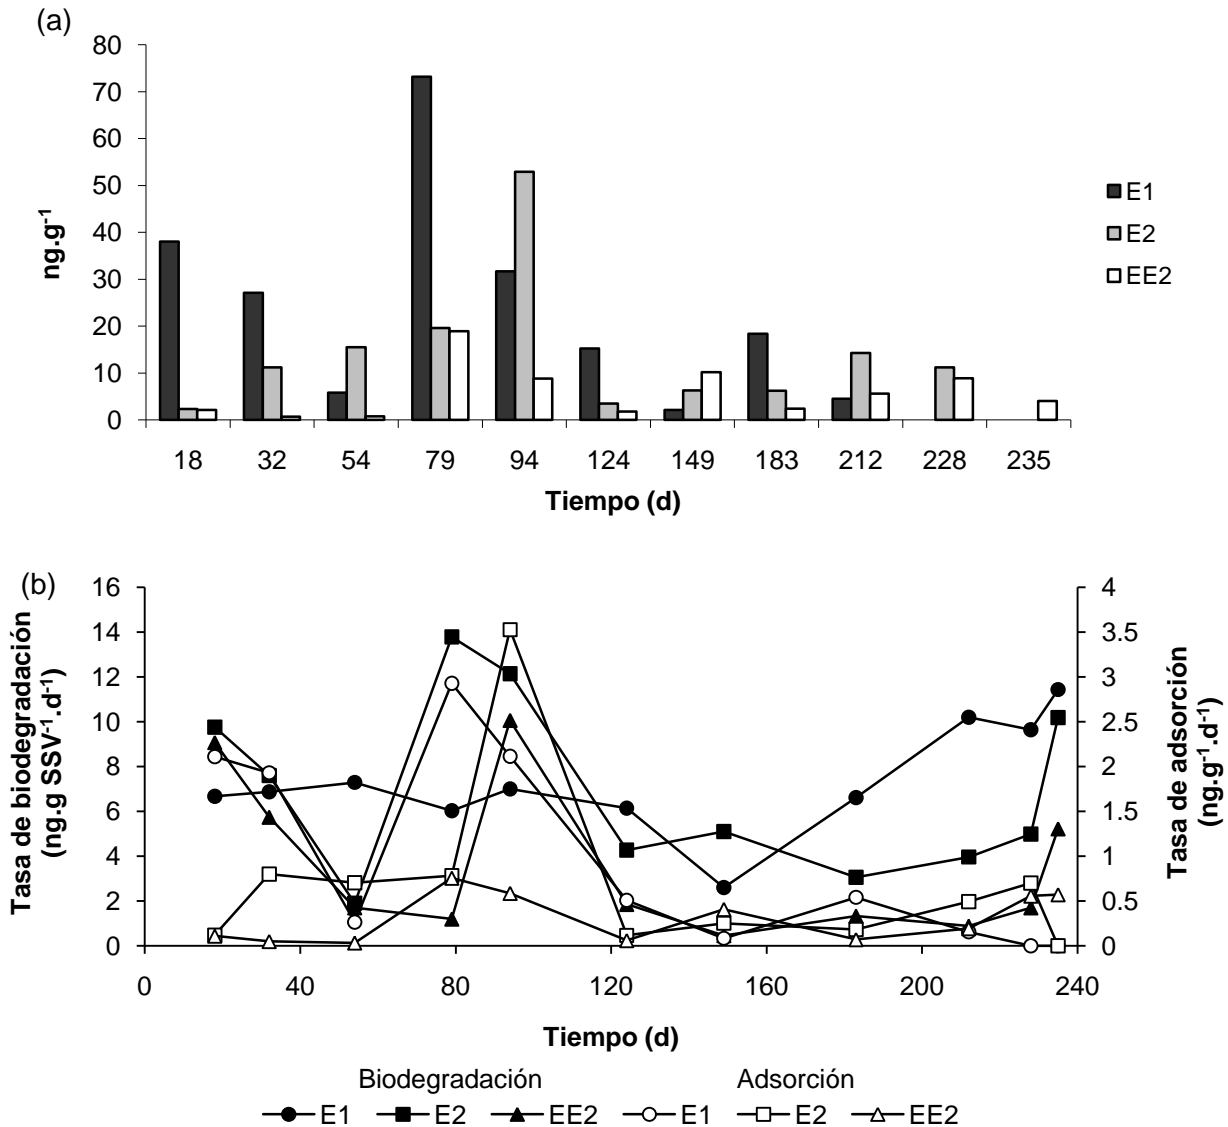 (a)
80
70
60
50
40
30
20
10
0
ng.g⁻¹
18 32 54 79 94 124 149 183 212 228 235
Tiempo (d)
E1
E2
EE2
(b)
16
14
12
10
8
6
4
2
0
Tasa de biodegradación
(ng.g SSV⁻¹.d⁻¹)
4
3.5
3
2.5
2
1.5
1
0.5
0
Tasa de adsorción
(ng.g⁻¹.d⁻¹)
0 40 80 120 160 200 240
Tiempo (d)
Biodegradación Adsorción
E1 E2 EE2 E1 E2 EE2